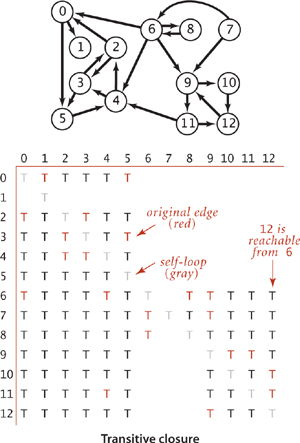 0 6 8 7
1 2
3 9 10
5 4 11 12
0 1 2 3 4 5 6 7 8 9 10 11 12
0 T T T T T T
1 T
2 T T T T T T
3 T T T T T T
4 T T T T T T
5 T T T T T T
original edge
(red)
self-loop
(gray)
12 is
reachable
from 6
6 T T T T T T T T T T T T
7 T T T T T T T T T T T T T
8 T T T T T T T T T T T T
9 T T T T T T T T T T
10 T T T T T T T T T T
11 T T T T T T T T T T
12 T T T T T T T T T T
Transitive closure